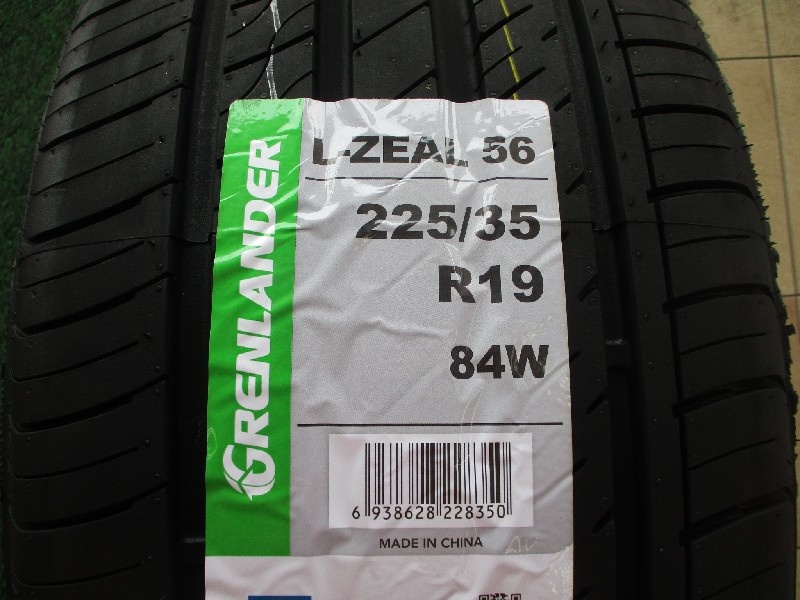 GRENLANDER
L-ZEAL 56
225/35
R19
84W
6 938628 228350
MADE IN CHINA